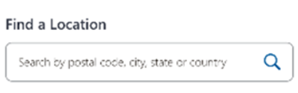 Find a Location
Search by postal code, city, state or country